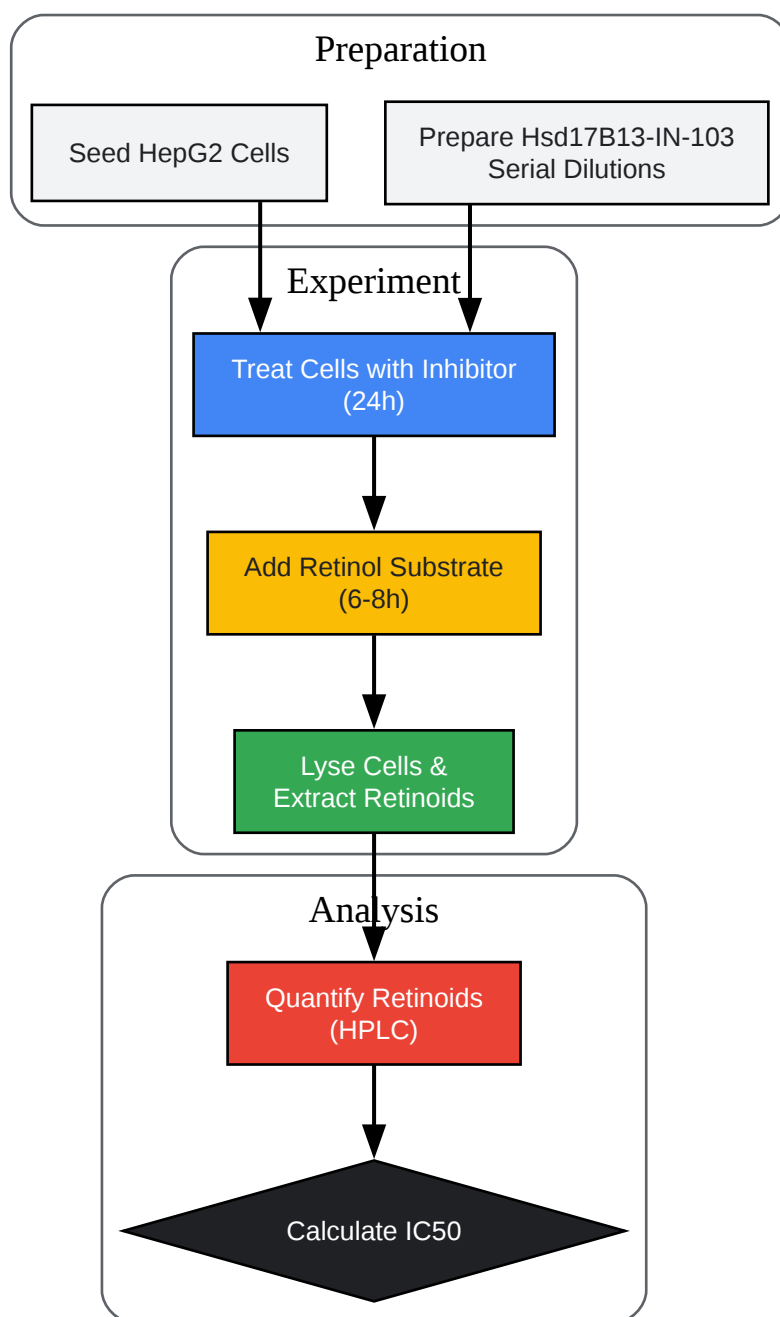 Preparation
Seed HepG2 Cells
Prepare Hsd17B13-IN-103
Serial Dilutions
Experiment
Treat Cells with Inhibitor
(24h)
Add Retinol Substrate
(6-8h)
Lyse Cells &
Extract Retinoids
Analysis
Quantify Retinoids
(HPLC)
Calculate IC50